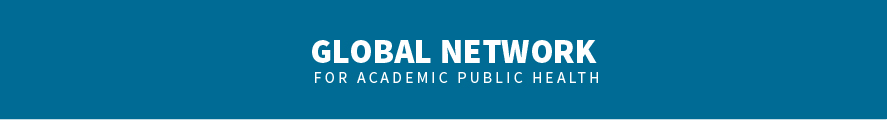 GLOBAL NETWORK
FOR ACADEMIC PUBLIC HEALTH